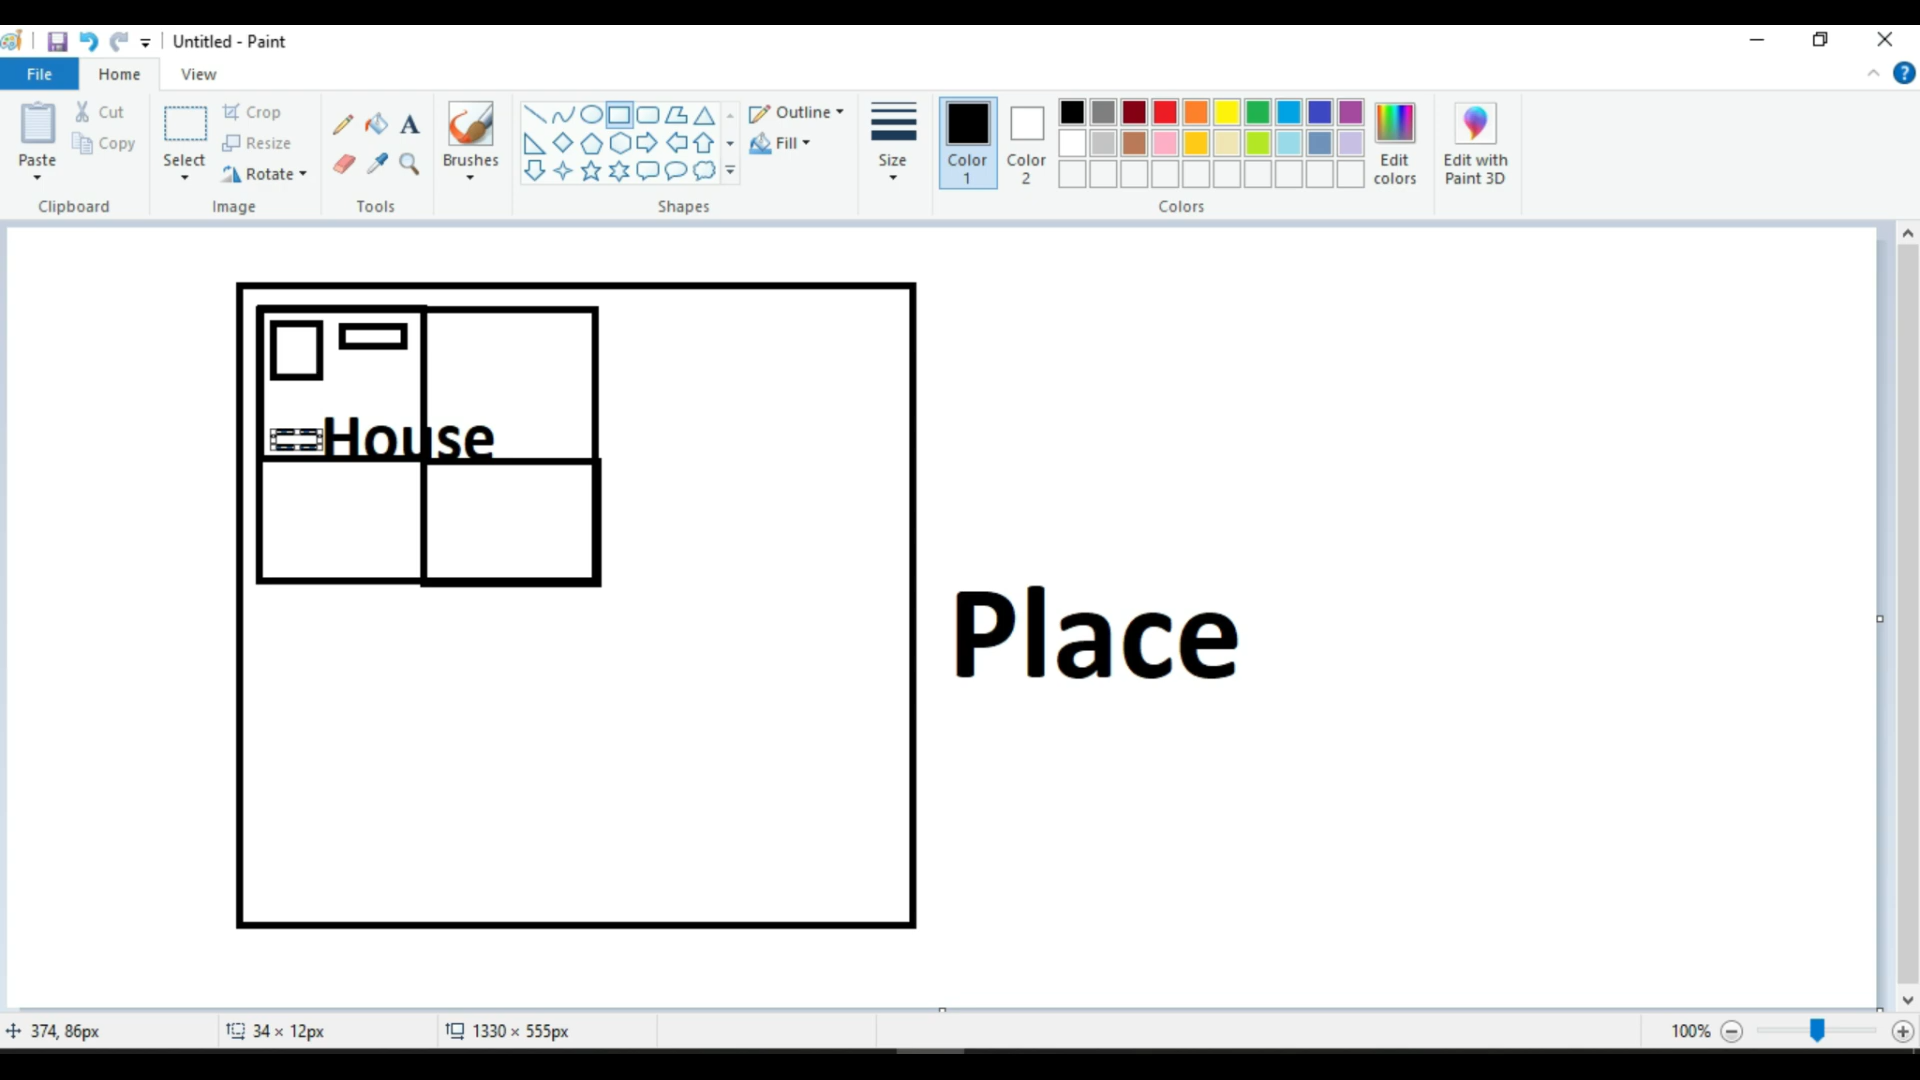 Untitled - Paint
File Home View
Paste
Cut
Copy
Clipboard
Select
Crop
Resize
Rotate
Image
A
Tools
Brushes
Shapes
Outline
Fill
Size
Color 1
Color 2
Colors
Edit colors
Edit with Paint 3D
?
House
Place
374, 86px
34 × 12px
1330 × 555px
100%